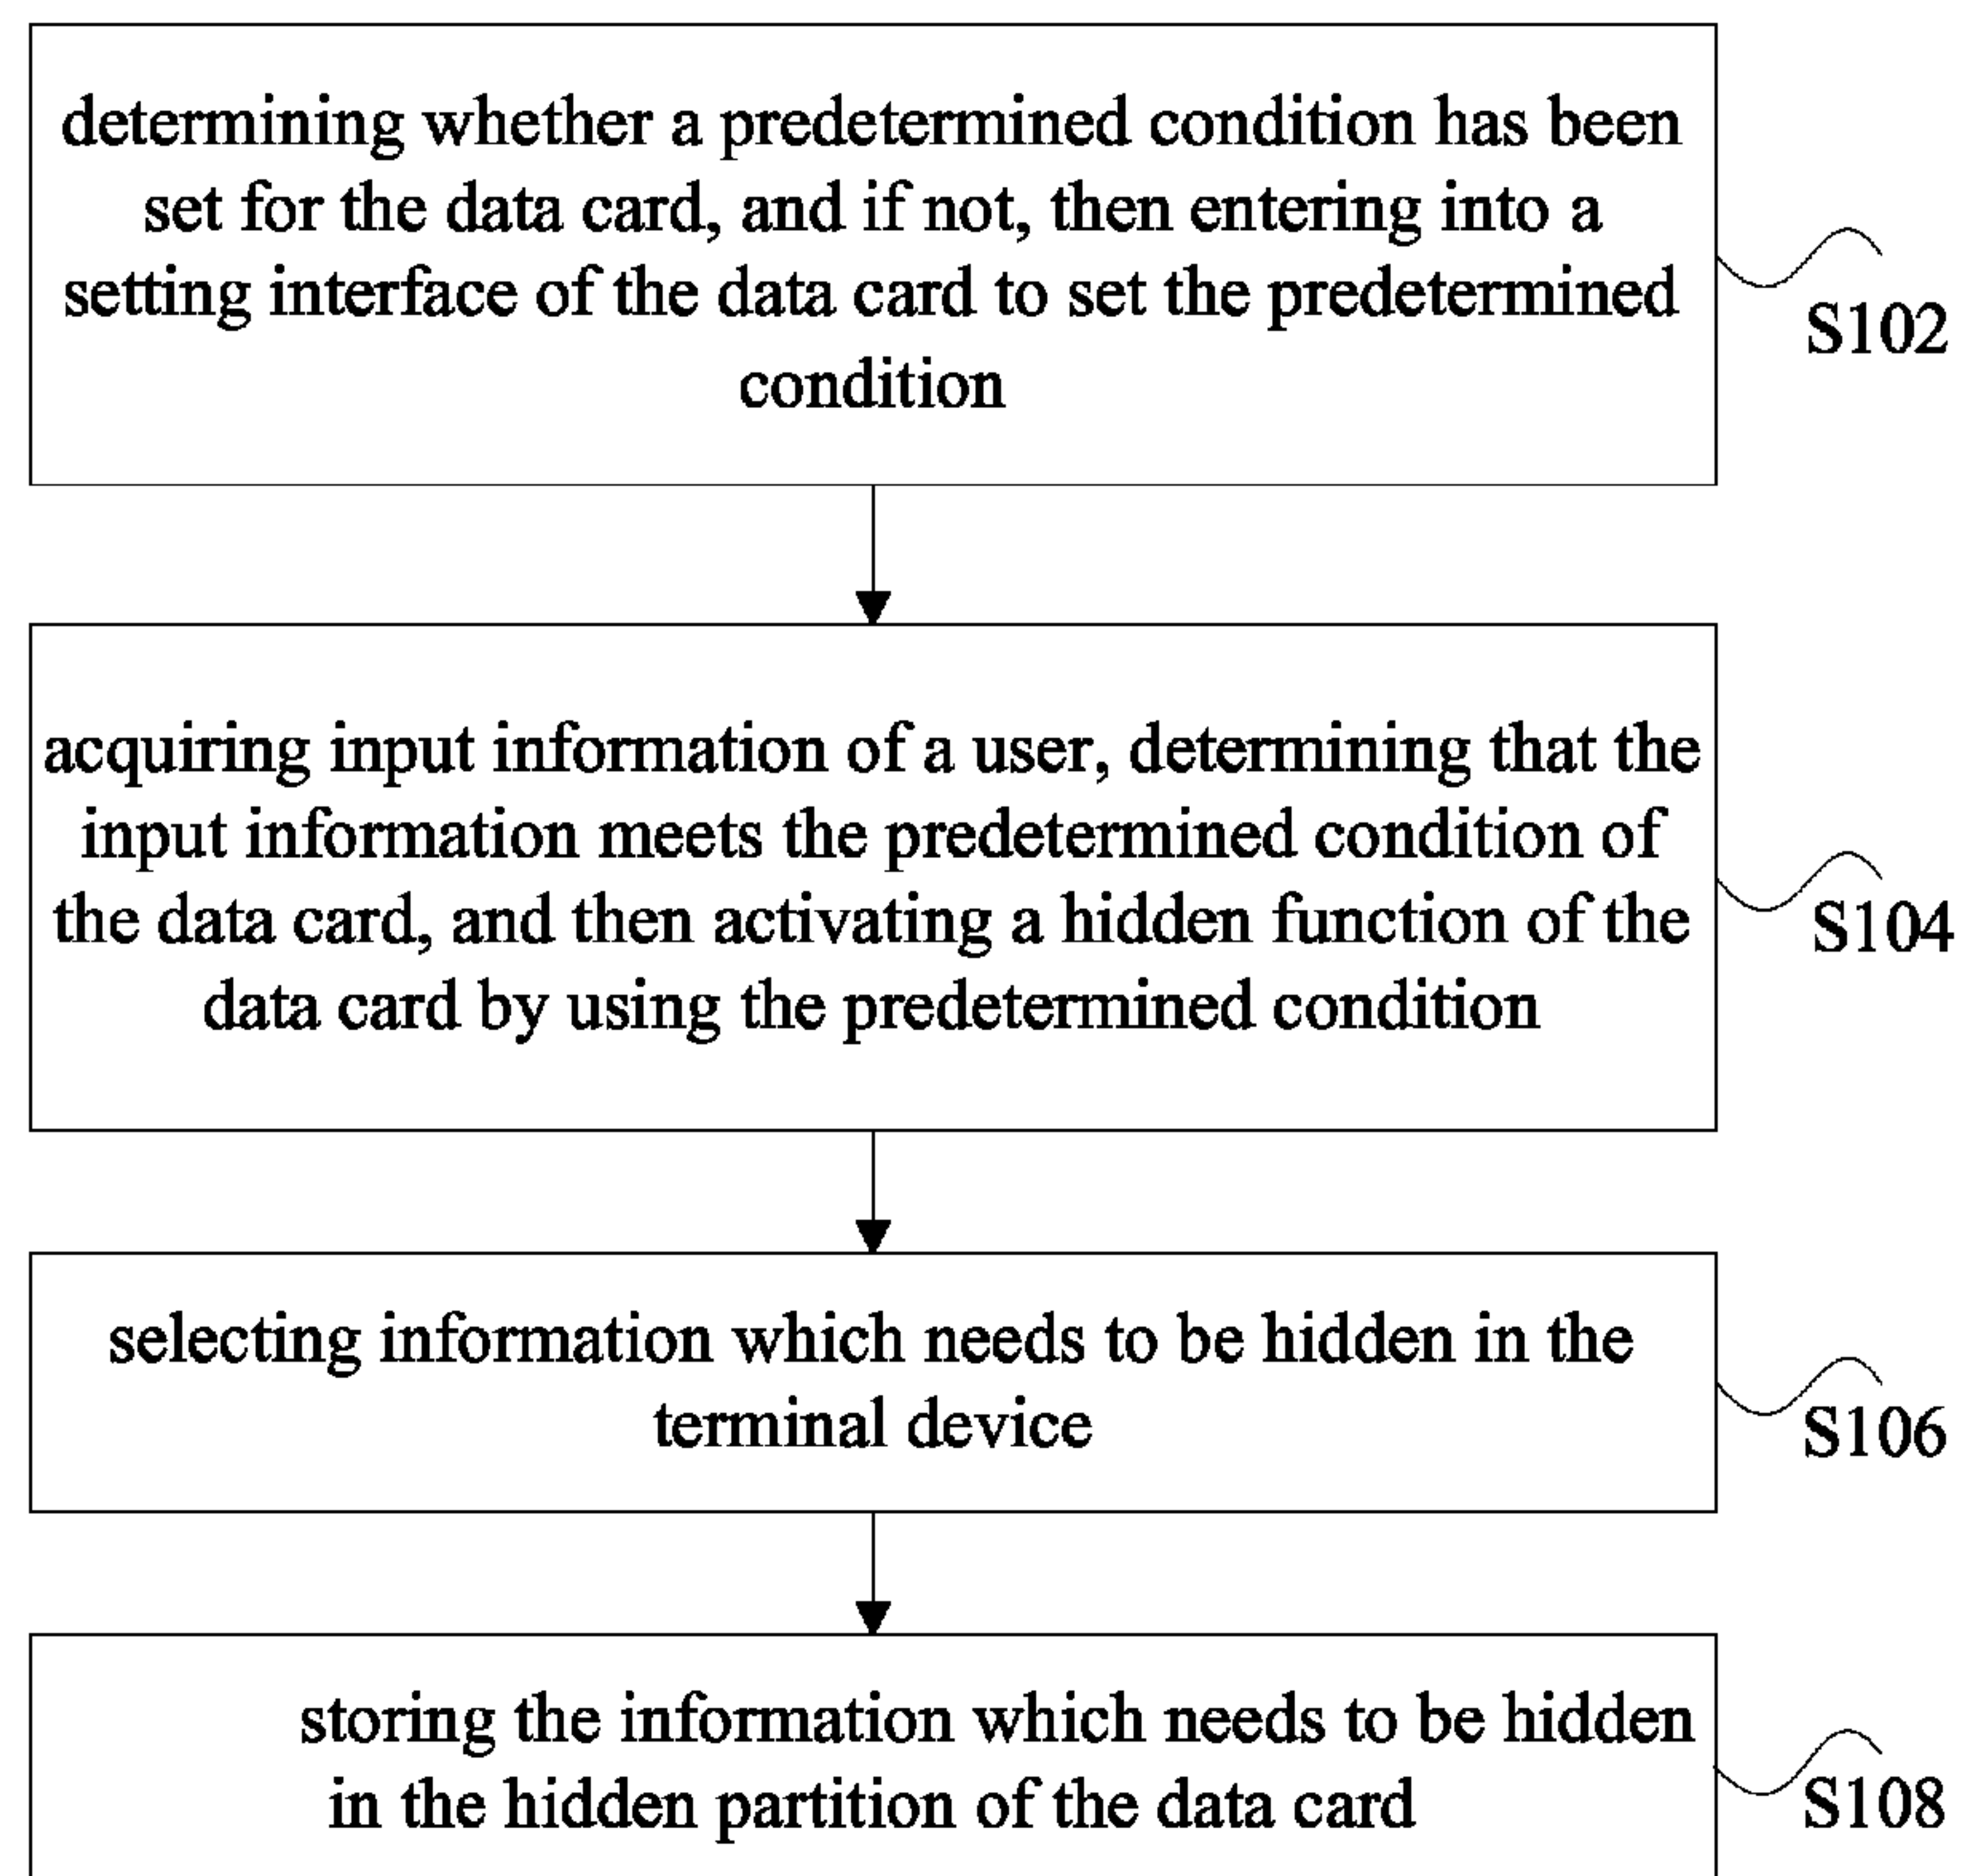 determining whether a predetermined condition has been
set for the data card, and if not, then entering into a
setting interface of the data card to set the predetermined
condition
S102
acquiring input information of a user, determining that the
input information meets the predetermined condition of
the data card, and then activating a hidden function of the
data card by using the predetermined condition
S104
selecting information which needs to be hidden in the
terminal device
S106
storing the information which needs to be hidden
in the hidden partition of the data card
S108